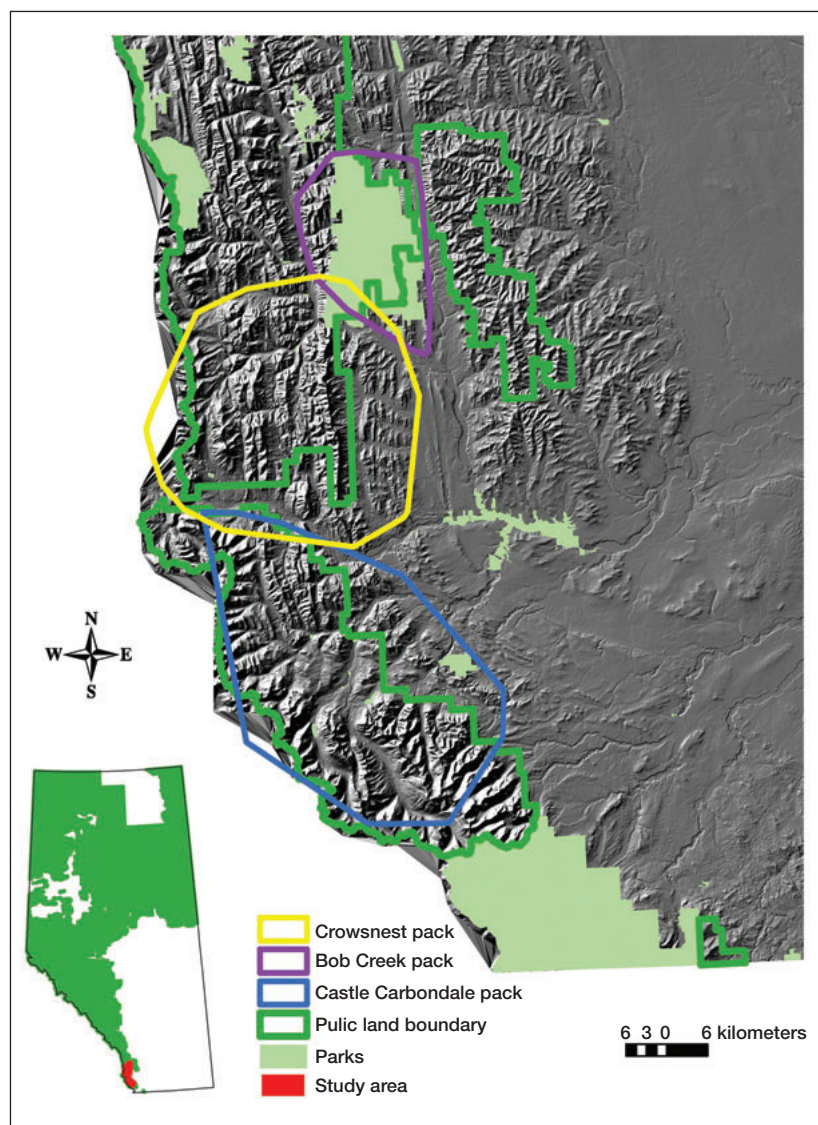 N
W E
S
Crowsnest pack
Bob Creek pack
Castle Carbondale pack
Pulic land boundary
Parks
Study area
6 3 0 6 kilometers